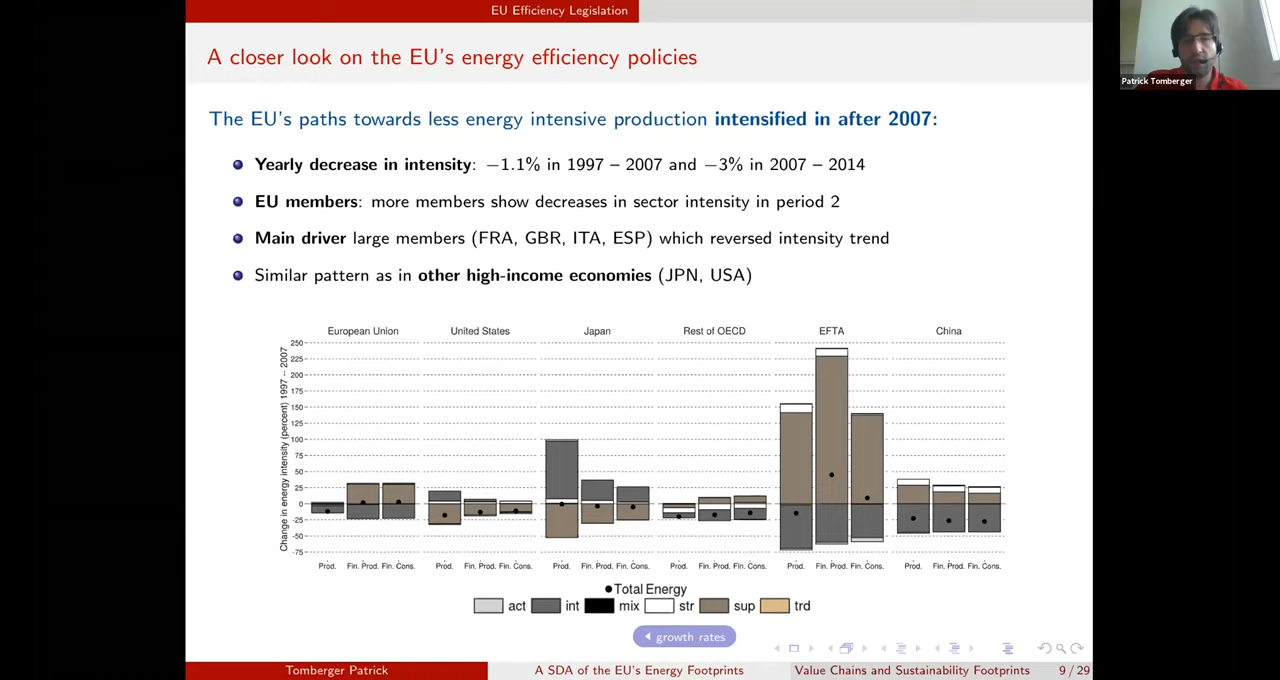 EU Efficiency Legislation
A closer look on the EU's energy efficiency policies
The EU's paths towards less energy intensive production intensified in after 2007:
Yearly decrease in intensity: −1.1% in 1997 – 2007 and −3% in 2007 – 2014
EU members: more members show decreases in sector intensity in period 2
Main driver large members (FRA, GBR, ITA, ESP) which reversed intensity trend
Similar pattern as in other high-income economies (JPN, USA)
European Union United States Japan Rest of OECD EFTA China
Change in energy intensity (percent) 1997 – 2007
250
225
200
175
150
125
100
75
50
25
0
-25
-50
-75
Prod. Fin. Prod. Fin. Cons. Prod. Fin. Prod. Fin. Cons. Prod. Fin. Prod. Fin. Cons. Prod. Fin. Prod. Fin. Cons. Prod. Fin. Prod. Fin. Cons. Prod. Fin. Prod. Fin. Cons.
Total Energy
act int mix str sup trd
growth rates
Tomberger Patrick A SDA of the EU's Energy Footprints Value Chains and Sustainability Footprints 9 / 29
Patrick Tomberger